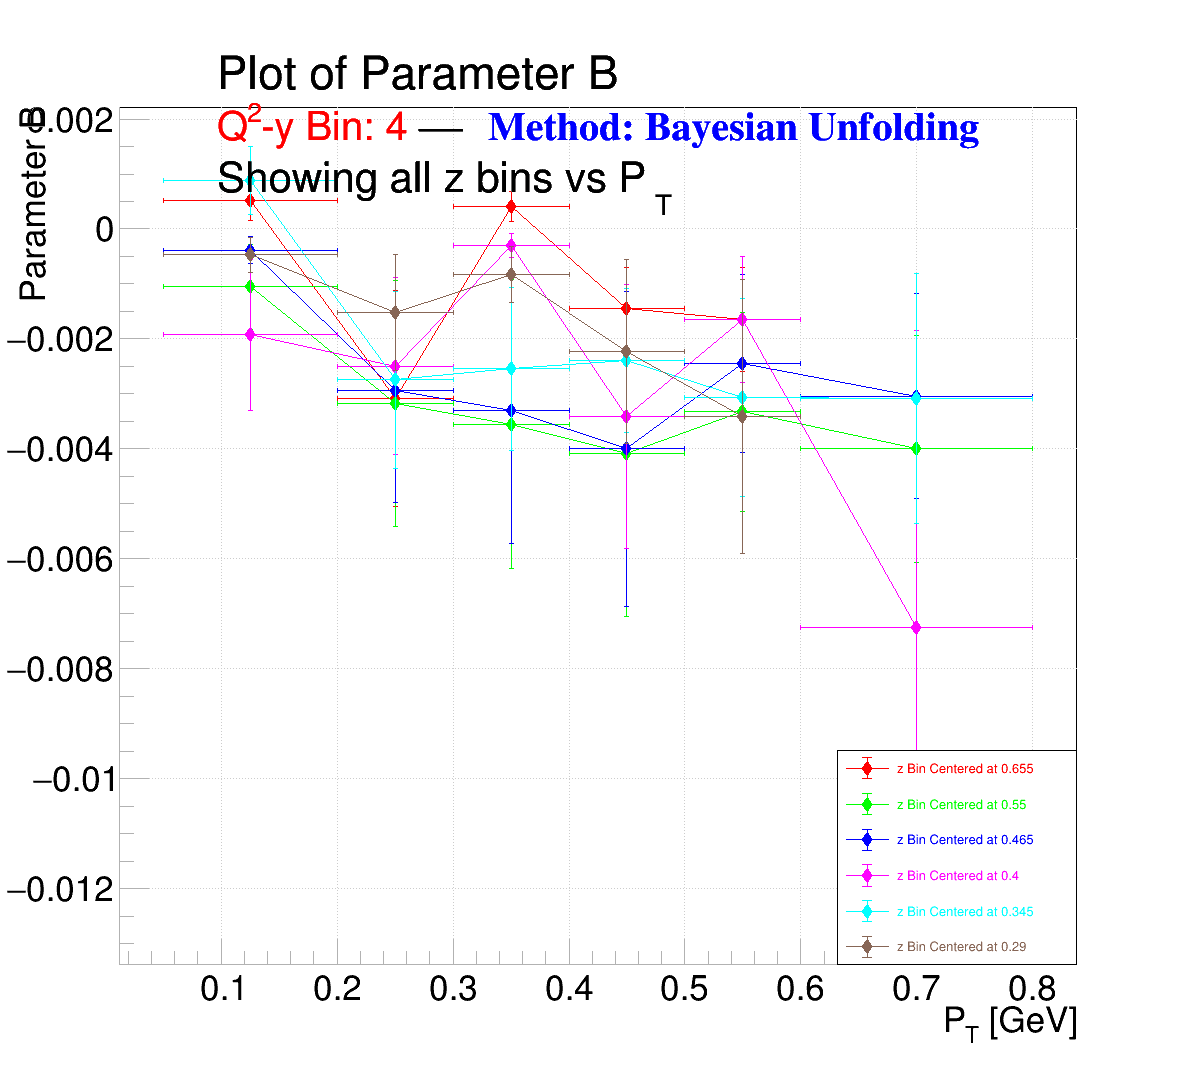 Plot of Parameter B
Q²-y Bin: 4 — Method: Bayesian Unfolding
Showing all z bins vs P_T
Parameter B
0.002
0
−0.002
−0.004
−0.006
−0.008
−0.01
−0.012
z Bin Centered at 0.655
z Bin Centered at 0.55
z Bin Centered at 0.465
z Bin Centered at 0.4
z Bin Centered at 0.345
z Bin Centered at 0.29
0.1 0.2 0.3 0.4 0.5 0.6 0.7 0.8
P_T [GeV]